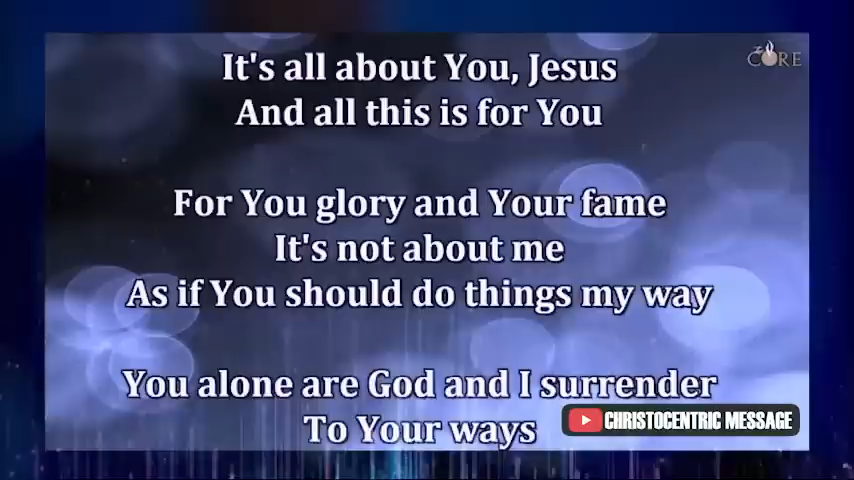 It's all about You, Jesus
And all this is for You
For You glory and Your fame
It's not about me
As if You should do things my way
You alone are God and I surrender
To Your ways
CHRISTOCENTRIC MESSAGE